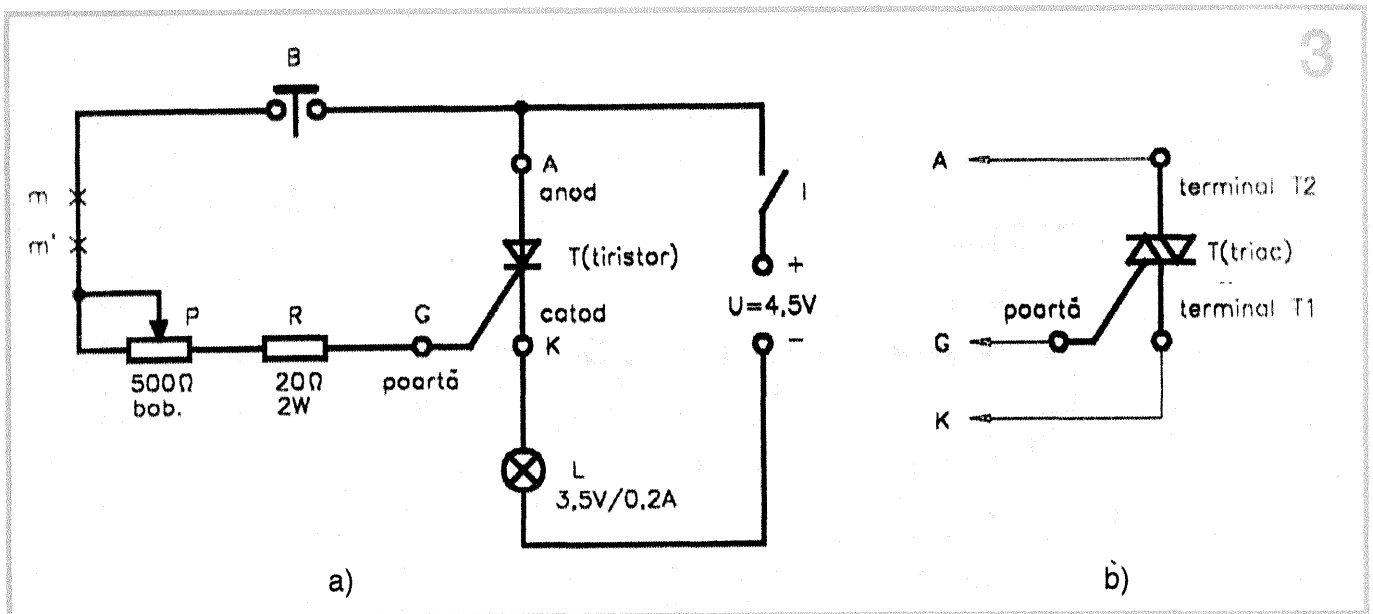 3
B
A
anod
m
m'
T(tiristor)
I
+
U=4,5V
-
P
R
G
catod
K
500Ω
bob.
20Ω
2W
poartă
L
3,5V/0,2A
a)
A
terminal T2
T(triac)
poartă
terminal T1
G
K
b)